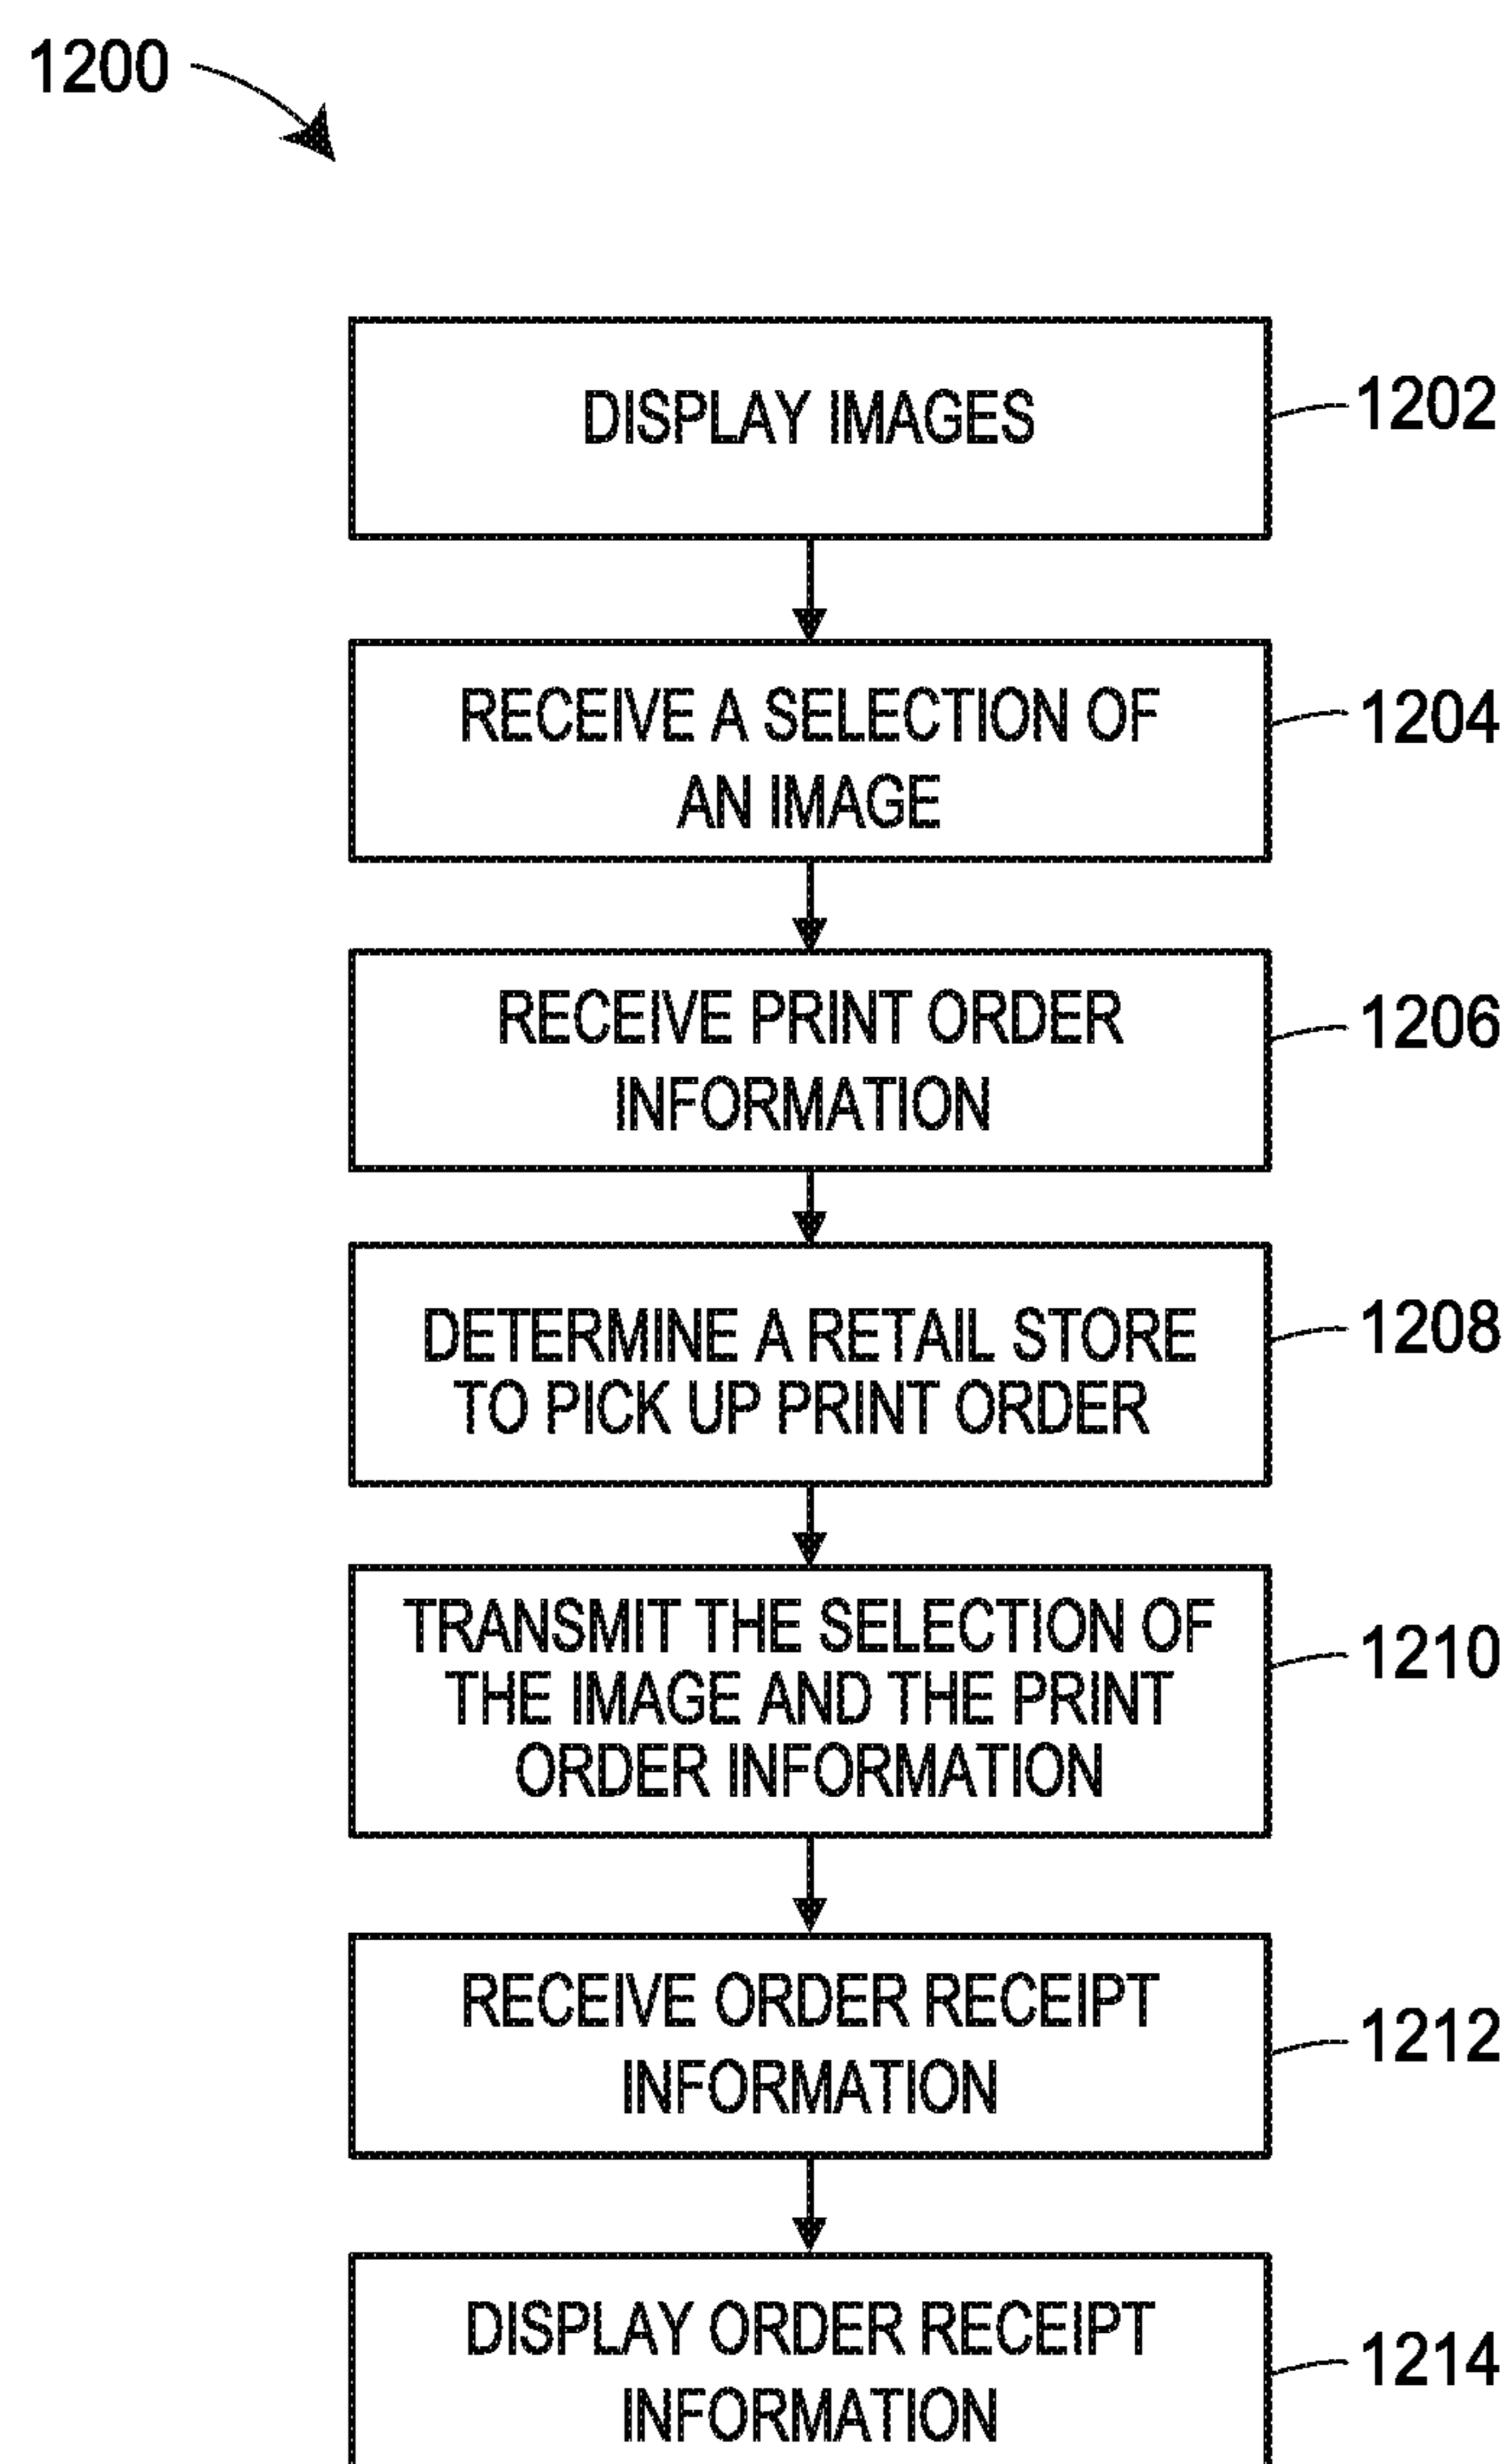 1200
DISPLAY IMAGES
1202
RECEIVE A SELECTION OF
AN IMAGE
1204
RECEIVE PRINT ORDER
INFORMATION
1206
DETERMINE A RETAIL STORE
TO PICK UP PRINT ORDER
1208
TRANSMIT THE SELECTION OF
THE IMAGE AND THE PRINT
ORDER INFORMATION
1210
RECEIVE ORDER RECEIPT
INFORMATION
1212
DISPLAY ORDER RECEIPT
INFORMATION
1214